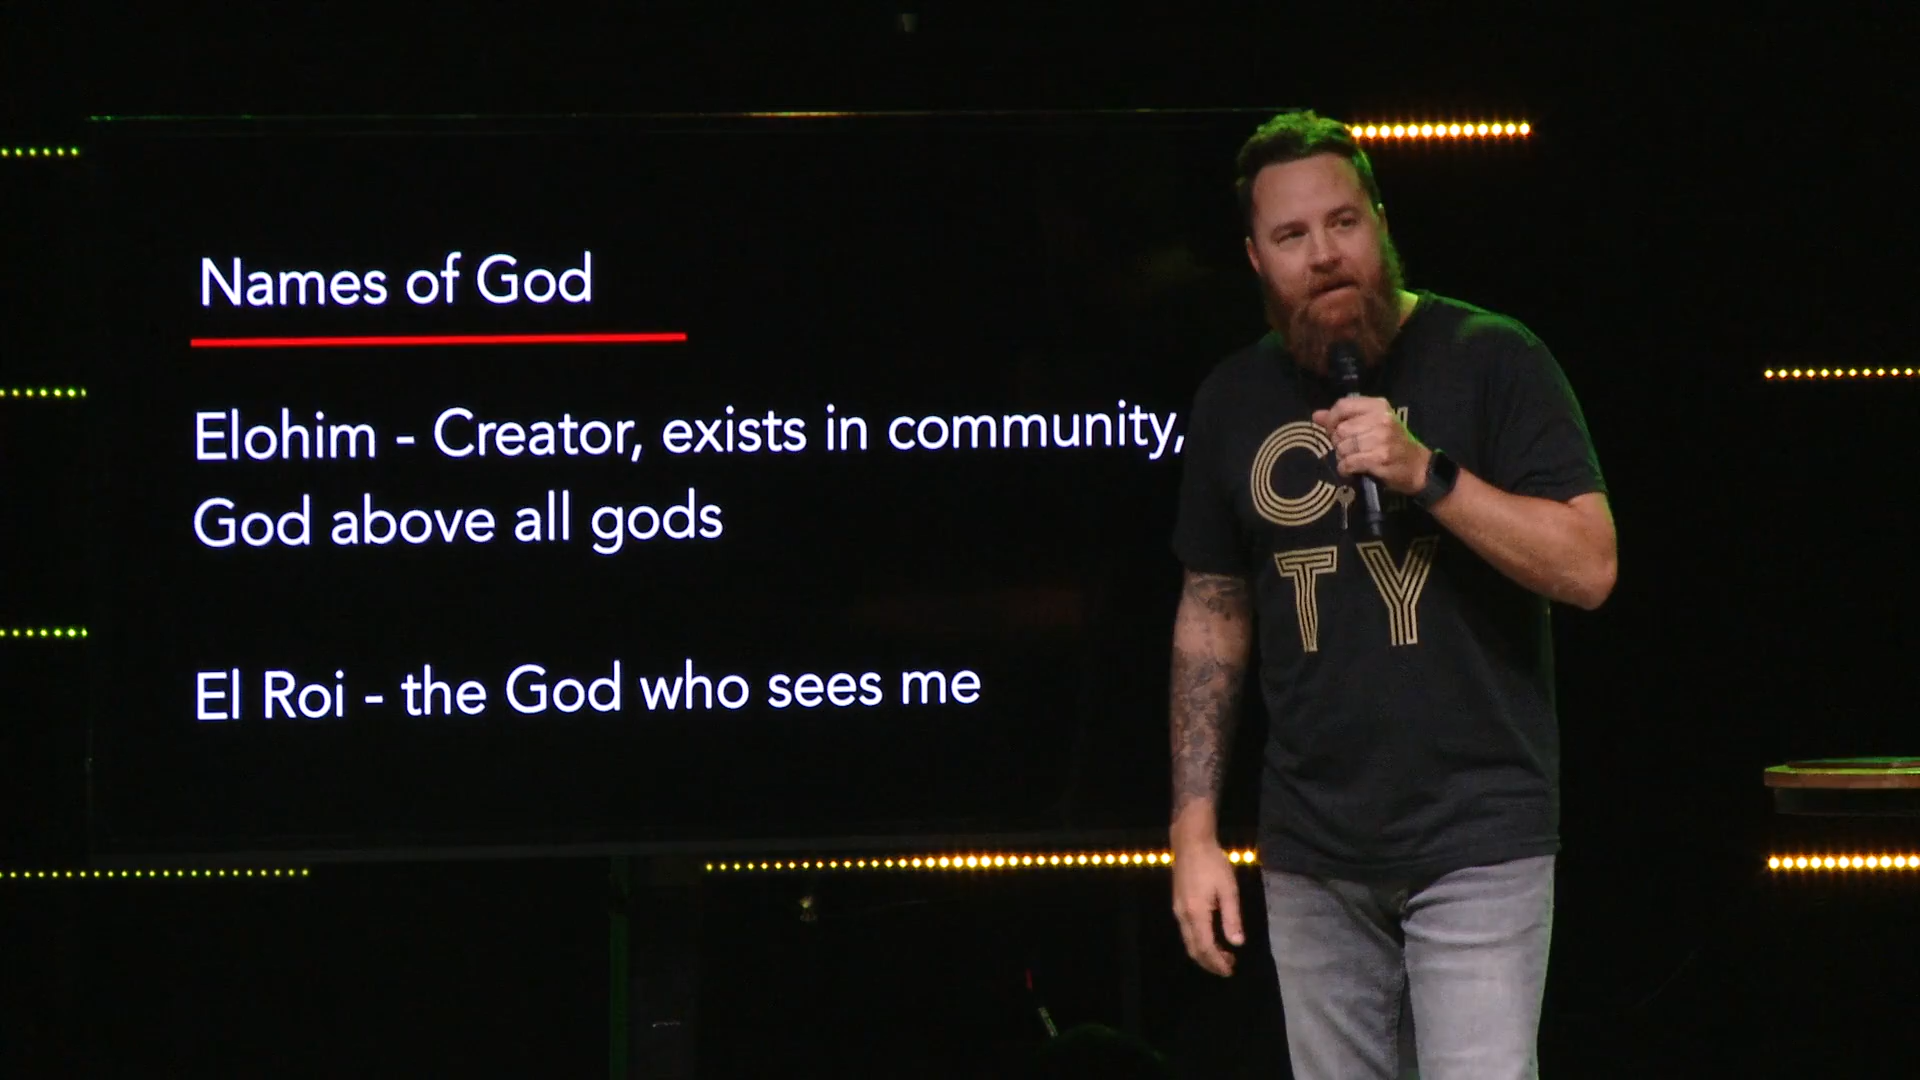 Names of God
Elohim - Creator, exists in community,
God above all gods
El Roi - the God who sees me
C
TY